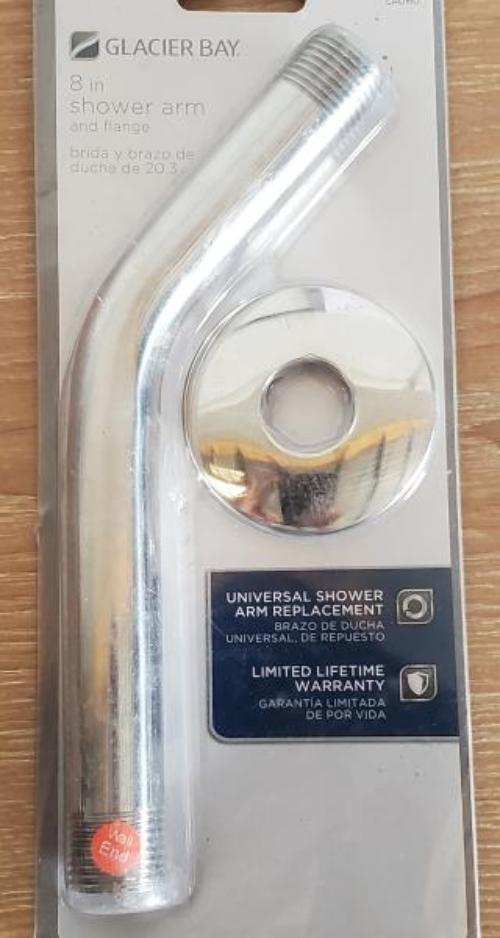 GLACIER BAY
8 in
shower arm
and flange
brida y brazo de
ducha de 20.3
UNIVERSAL SHOWER
ARM REPLACEMENT
BRAZO DE DUCHA
UNIVERSAL, DE REPUESTO
LIMITED LIFETIME
WARRANTY
GARANTÍA LIMITADA
DE POR VIDA
Wall
End